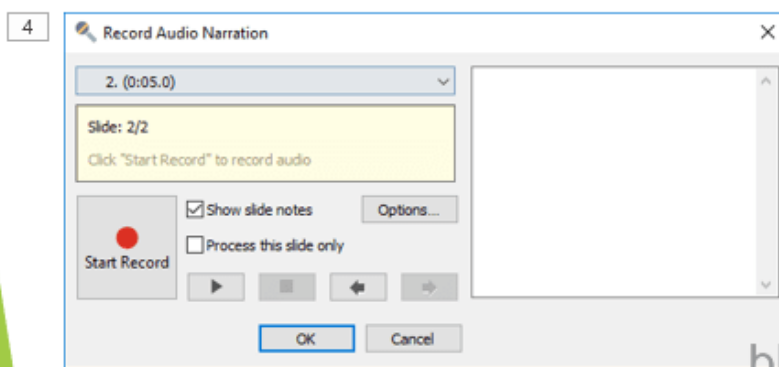 4
Record Audio Narration
2. (0:05.0)
Slide: 2/2
Click "Start Record" to record audio
Show slide notes
Options...
Process this slide only
Start Record
OK
Cancel